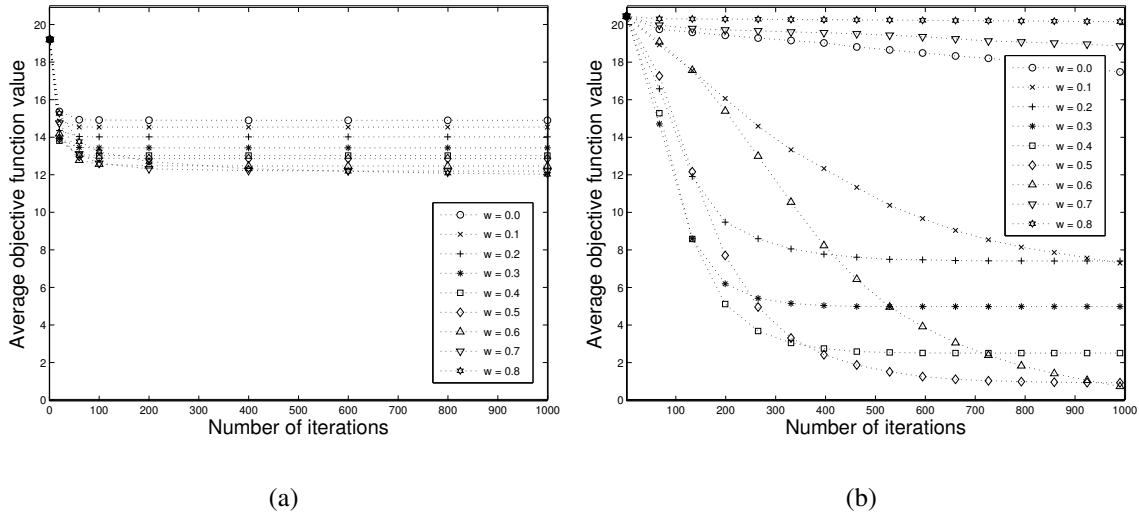 20
18
16
14
12
10
8
6
4
2
0
Average objective function value
0
100
200
300
400
500
600
700
800
900
1000
Number of iterations
w = 0.0
w = 0.1
w = 0.2
w = 0.3
w = 0.4
w = 0.5
w = 0.6
w = 0.7
w = 0.8
(a)
20
18
16
14
12
10
8
6
4
2
0
Average objective function value
100
200
300
400
500
600
700
800
900
1000
Number of iterations
w = 0.0
w = 0.1
w = 0.2
w = 0.3
w = 0.4
w = 0.5
w = 0.6
w = 0.7
w = 0.8
(b)